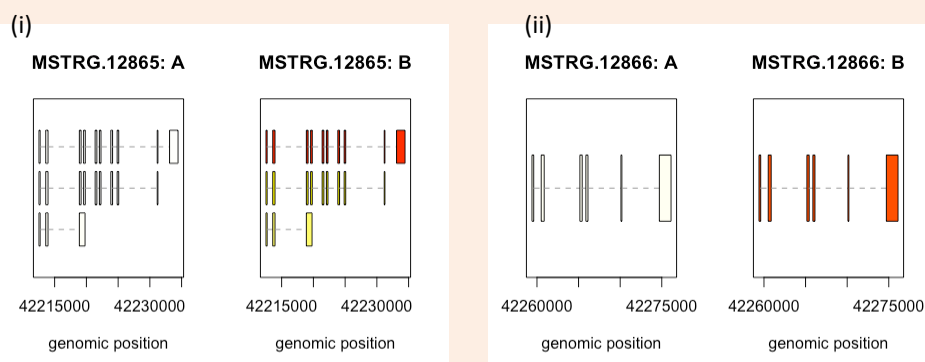 (i)
(ii)
MSTRG.12865: A
MSTRG.12865: B
MSTRG.12866: A
MSTRG.12866: B
42215000 42230000
42215000 42230000
42260000 42275000
42260000 42275000
genomic position
genomic position
genomic position
genomic position